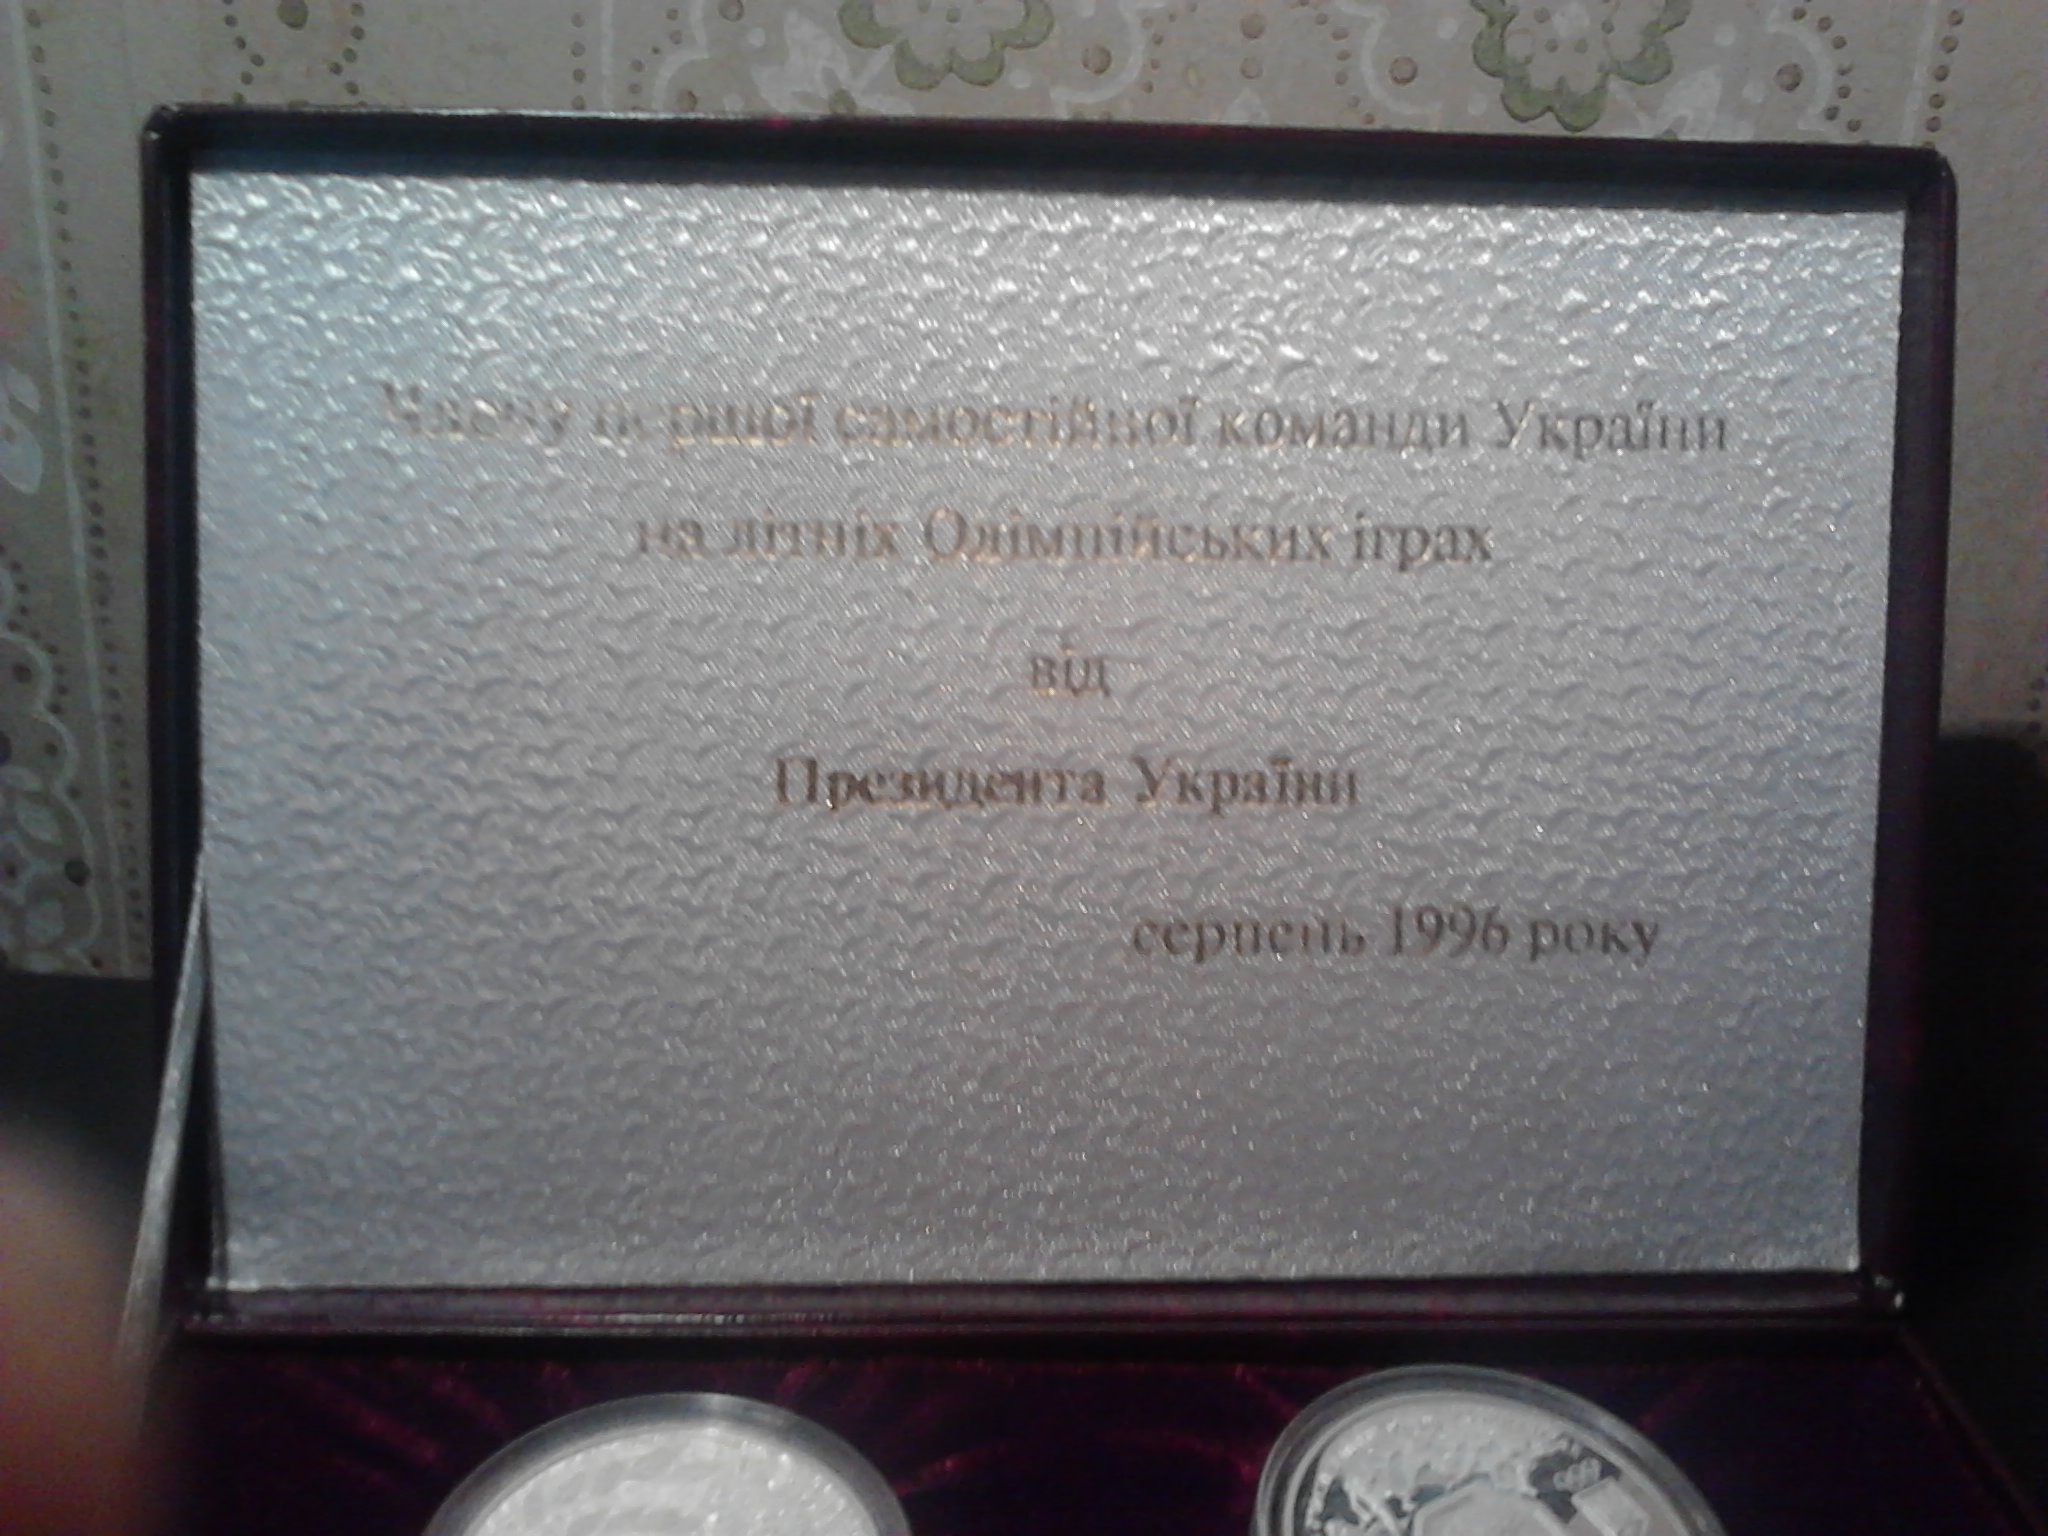 Члену першої самостійної команди України
на літніх Олімпійських іграх
від
Президента України
серпень 1996 року